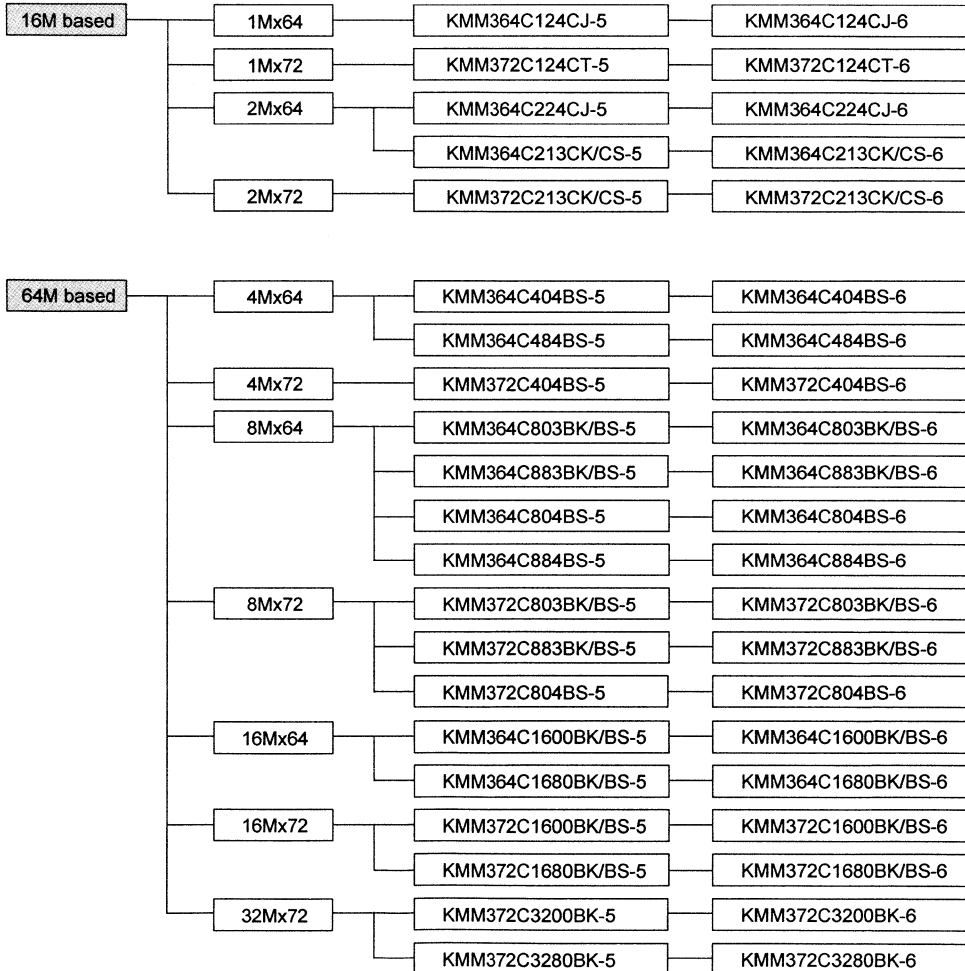 16M based 1Mx64 KMM364C124CJ-5 KMM364C124CJ-6
1Mx72 KMM372C124CT-5 KMM372C124CT-6
2Mx64 KMM364C224CJ-5 KMM364C224CJ-6
KMM364C213CK/CS-5 KMM364C213CK/CS-6
2Mx72 KMM372C213CK/CS-5 KMM372C213CK/CS-6
64M based 4Mx64 KMM364C404BS-5 KMM364C404BS-6
KMM364C484BS-5 KMM364C484BS-6
4Mx72 KMM372C404BS-5 KMM372C404BS-6
8Mx64 KMM364C803BK/BS-5 KMM364C803BK/BS-6
KMM364C883BK/BS-5 KMM364C883BK/BS-6
KMM364C804BS-5 KMM364C804BS-6
KMM364C884BS-5 KMM364C884BS-6
8Mx72 KMM372C803BK/BS-5 KMM372C803BK/BS-6
KMM372C883BK/BS-5 KMM372C883BK/BS-6
KMM372C804BS-5 KMM372C804BS-6
16Mx64 KMM364C1600BK/BS-5 KMM364C1600BK/BS-6
KMM364C1680BK/BS-5 KMM364C1680BK/BS-6
16Mx72 KMM372C1600BK/BS-5 KMM372C1600BK/BS-6
KMM372C1680BK/BS-5 KMM372C1680BK/BS-6
32Mx72 KMM372C3200BK-5 KMM372C3200BK-6
KMM372C3280BK-5 KMM372C3280BK-6